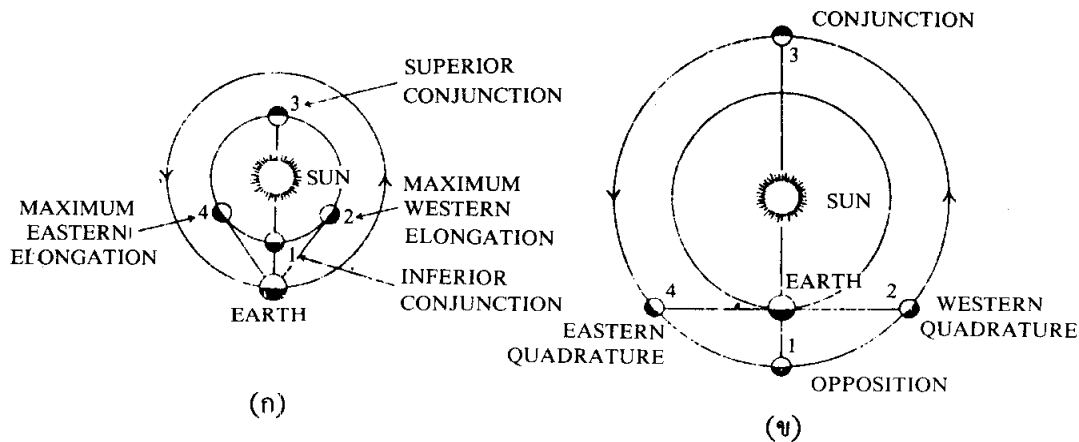 3
SUPERIOR
CONJUNCTION
SUN
MAXIMUM
WESTERN
ELONGATION
2
MAXIMUM
EASTERN
ELONGATION
4
1
INFERIOR
CONJUNCTION
EARTH
(ก)
CONJUNCTION
3
SUN
EARTH
4
2
EASTERN
QUADRATURE
WESTERN
QUADRATURE
1
OPPOSITION
(ข)